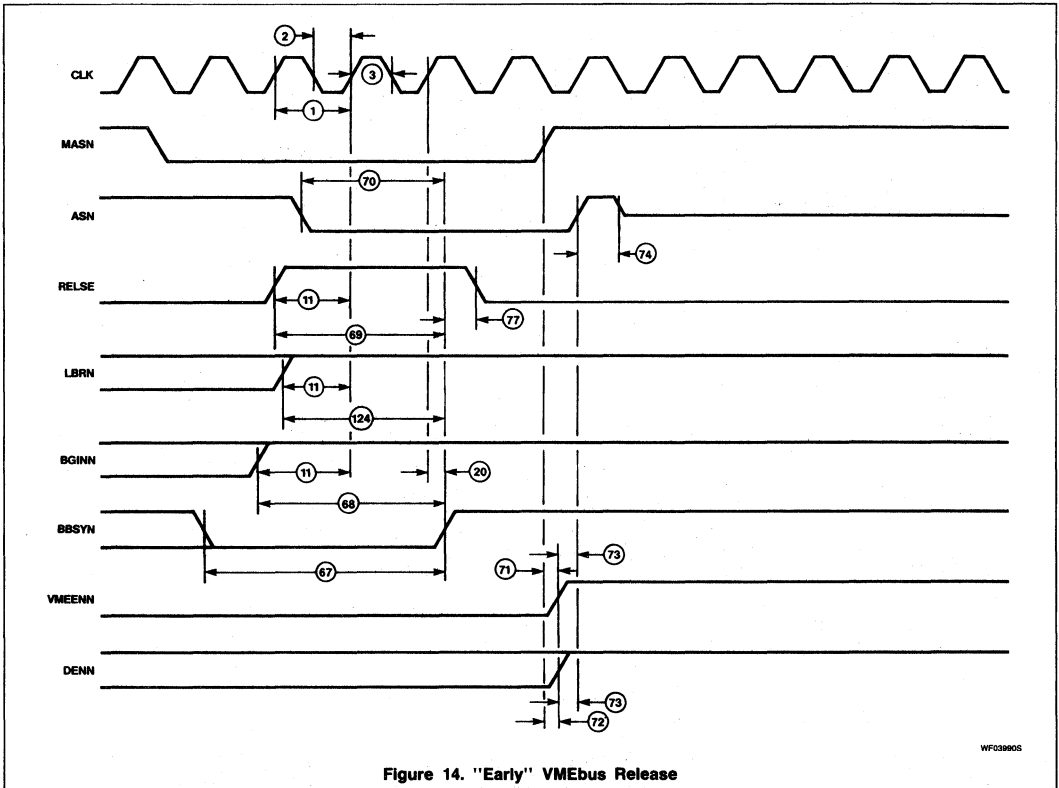 2
CLK
3
1
MASN
70
ASN
74
RELSE
11
77
69
LBRN
11
124
BGINN
11
20
68
BBSYN
73
71
67
VMEENN
DENN
73
72
WF03990S
Figure 14. "Early" VMEbus Release